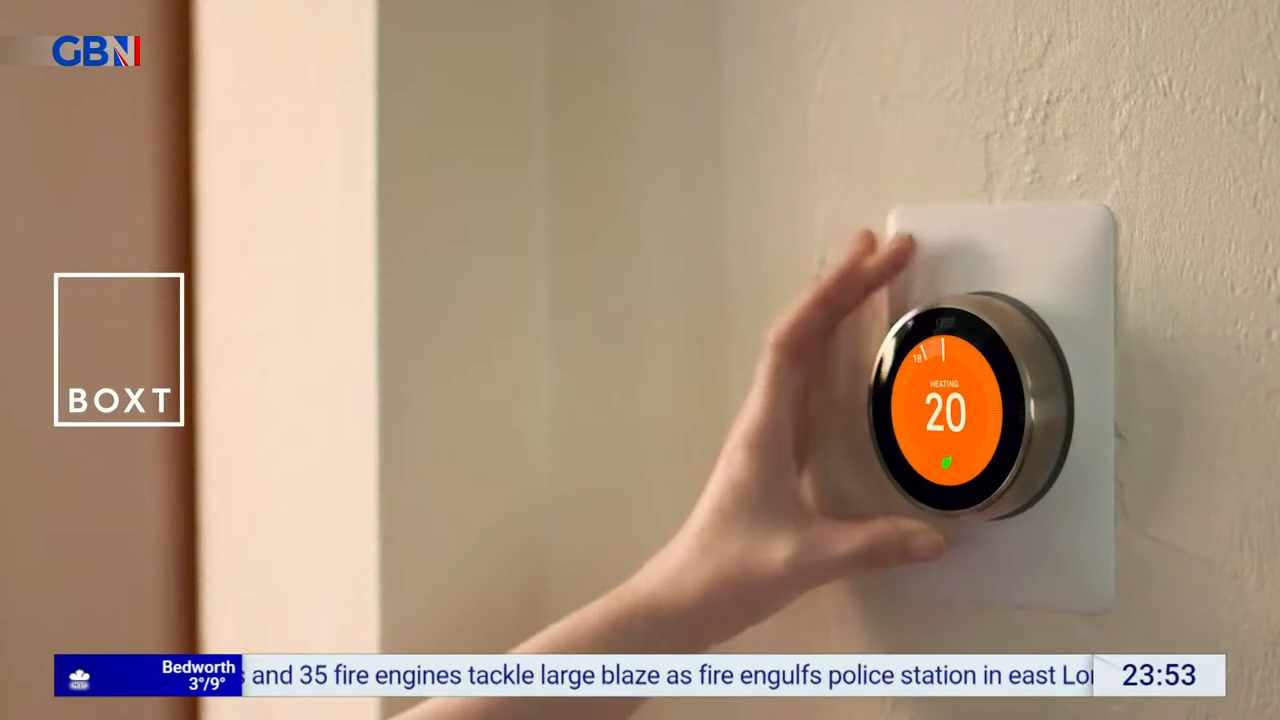 GBN
BOXT
18
HEATING
20
Bedworth
3°/9°
and 35 fire engines tackle large blaze as fire engulfs police station in east
23:53